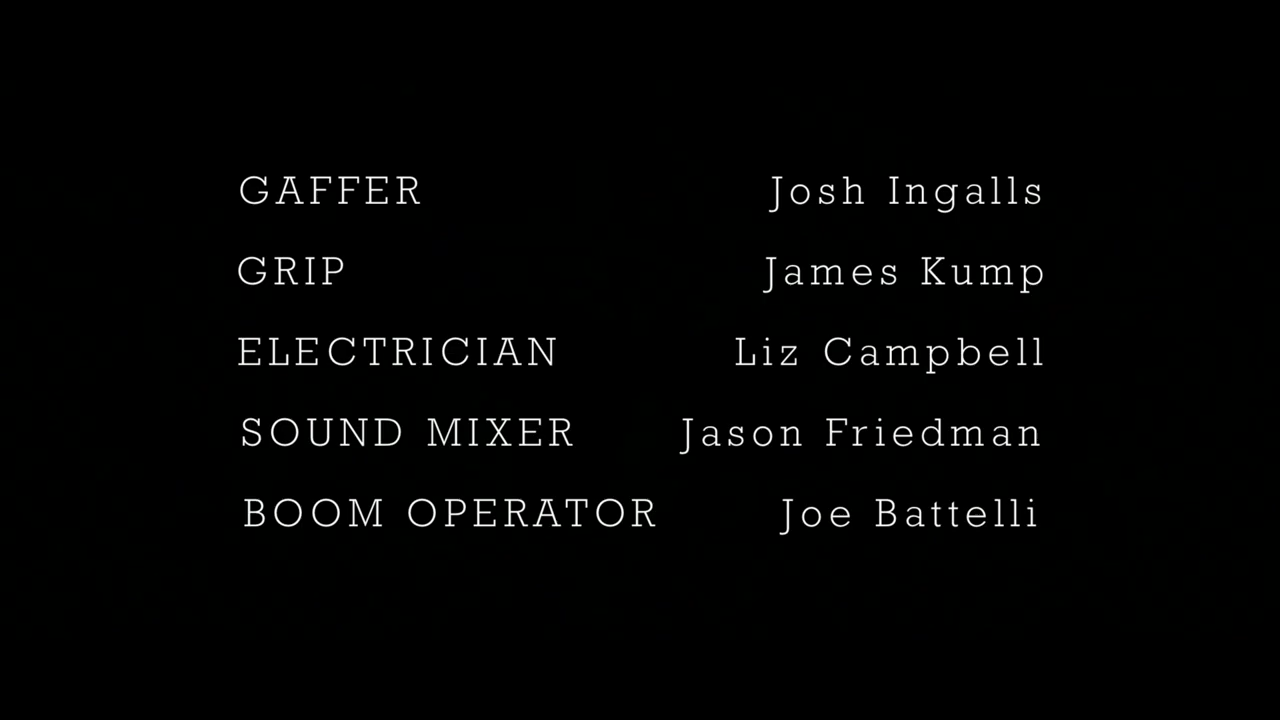 GAFFER Josh Ingalls
GRIP James Kump
ELECTRICIAN Liz Campbell
SOUND MIXER Jason Friedman
BOOM OPERATOR Joe Battelli